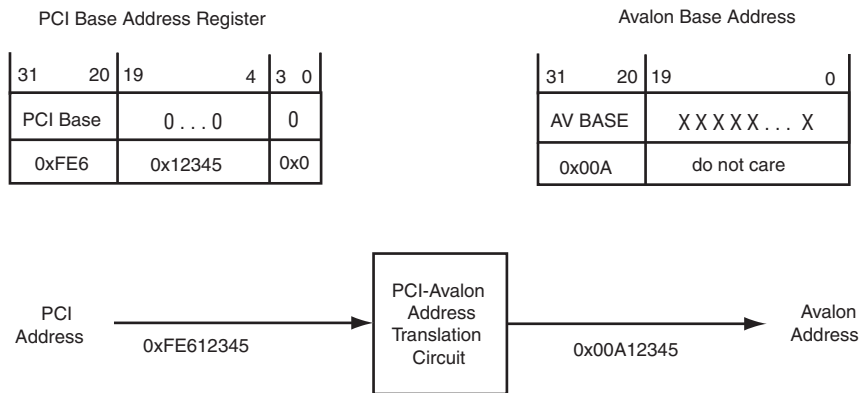 PCI Base Address Register
Avalon Base Address
31 20 19 4 3 0
31 20 19 0
PCI Base 0...0 0
AV BASE XXXXX...X
0xFE6 0x12345 0x0
0x00A do not care
PCI
Address
0xFE612345
PCI-Avalon
Address
Translation
Circuit
0x00A12345
Avalon
Address